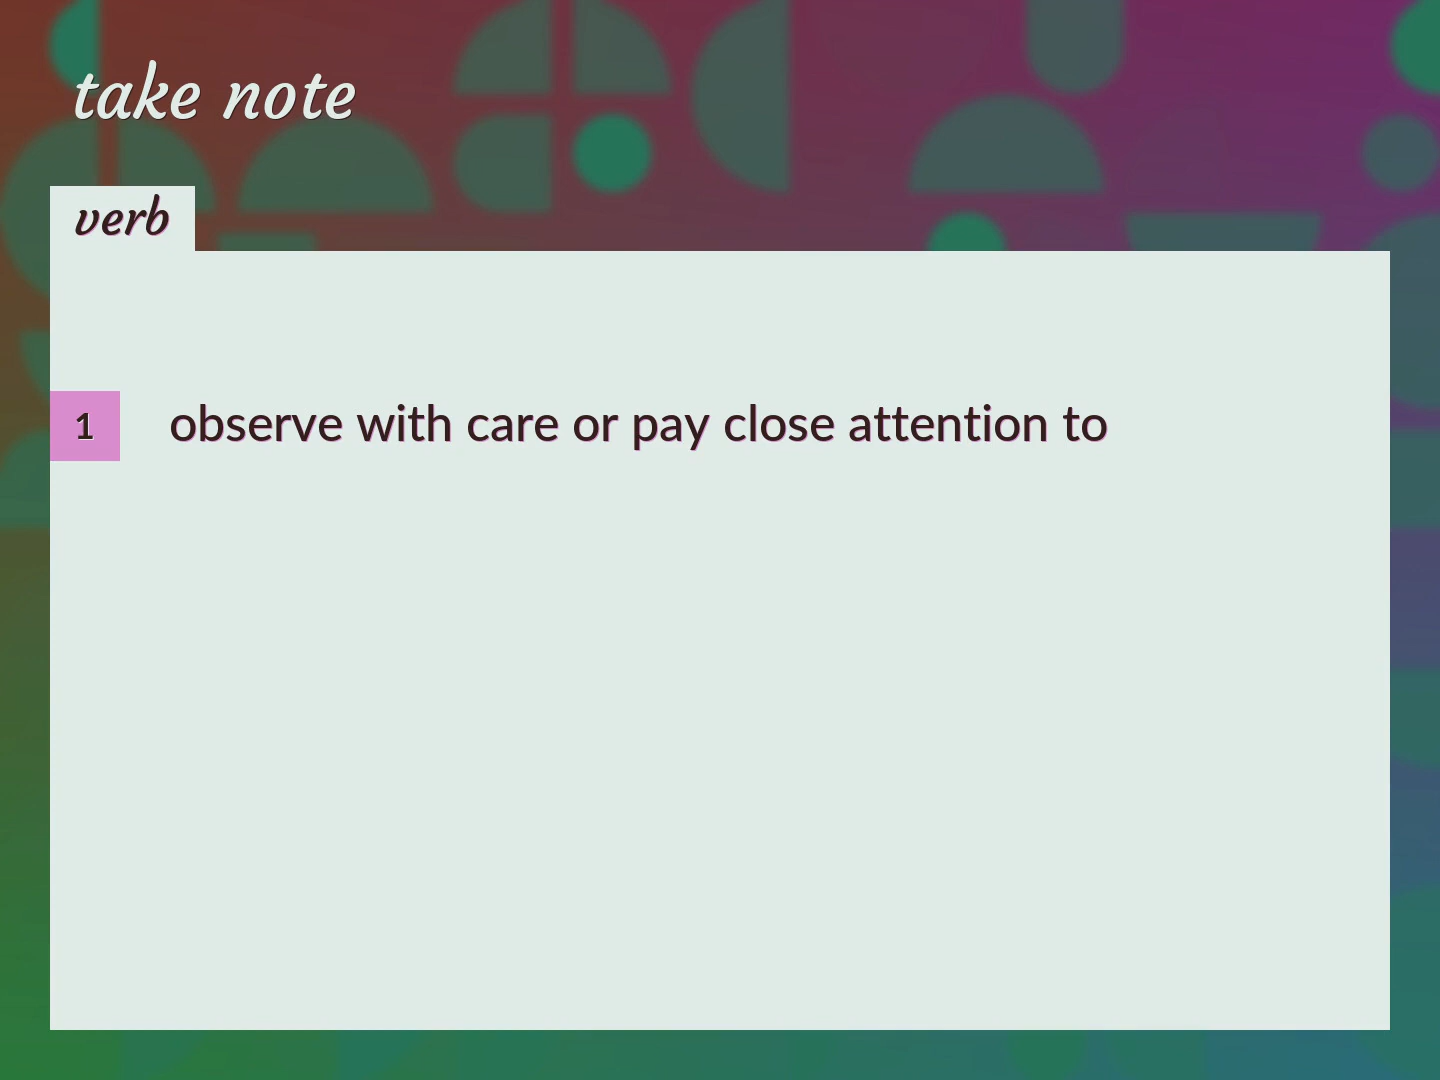 take note
verb
1 observe with care or pay close attention to